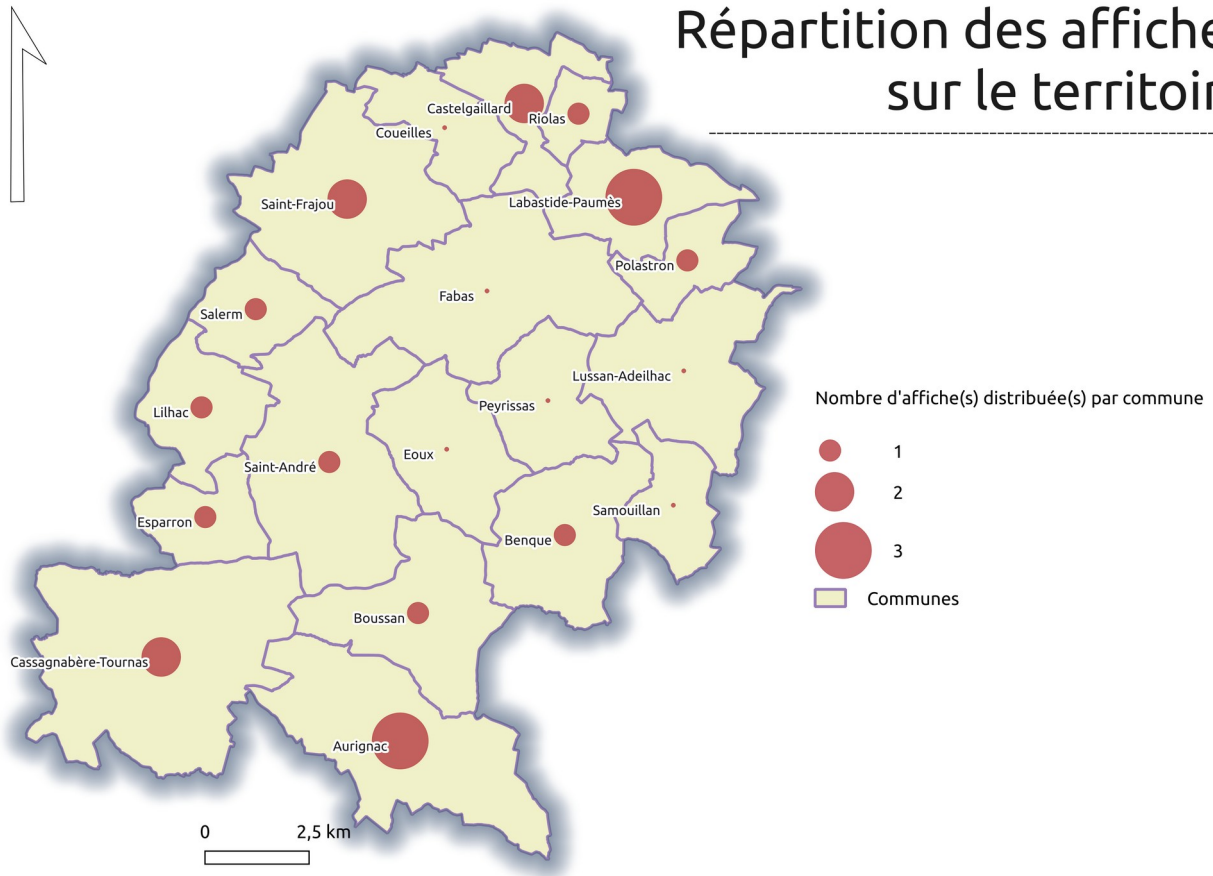 Répartition des affiche
sur le territoir
Castelgaillard
Riolas
Coueilles
Saint-Frajou
Labastide-Paumès
Polastron
Fabas
Salerm
Lussan-Adeilhac
Peyrissas
Lilhac
Eoux
Saint-André
Samouillan
Esparron
Benque
Boussan
Cassagnabère-Tournas
Aurignac
Nombre d'affiche(s) distribuée(s) par commune
1
2
3
Communes
0 2,5 km